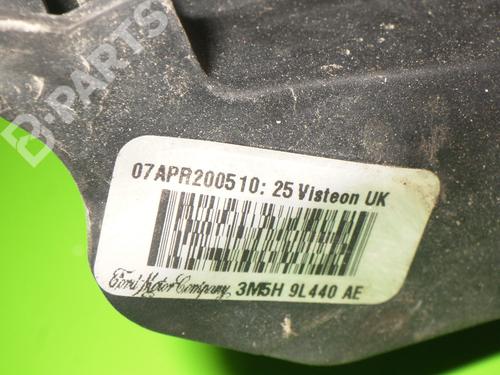 B-PARTS
07APR200510: 25 Visteon UK
Ford Motor Company 3M5H 9L440 AE